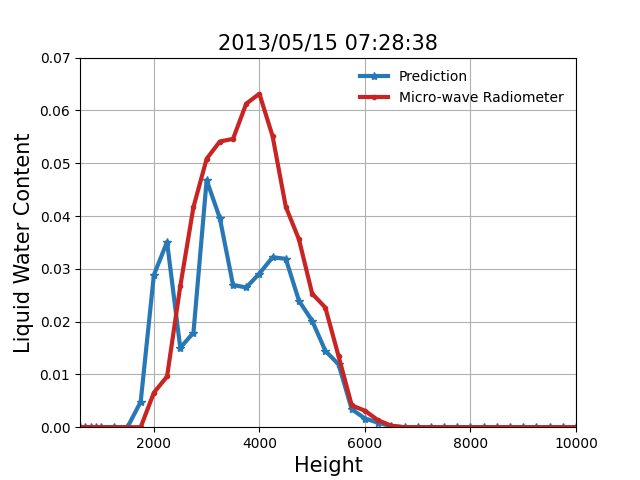 2013/05/15 07:28:38
0.07
0.06
0.05
0.04
0.03
0.02
0.01
0.00
Liquid Water Content
Prediction
Micro-wave Radiometer
2000 4000 6000 8000 10000
Height